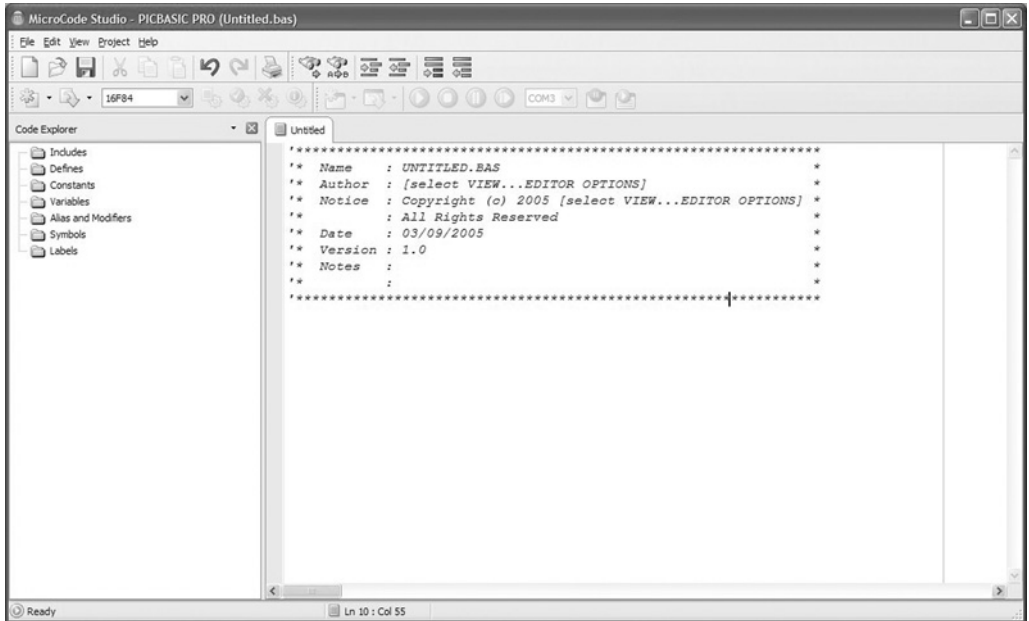 MicroCode Studio - PICBASIC PRO (Untitled.bas)
File Edit View Project Help
16F84
COM3
Code Explorer
Untitled
Includes
Defines
Constants
Variables
Alias and Modifiers
Symbols
Labels
'****************************************************************
'*  Name    : UNTITLED.BAS                                      *
'*  Author  : [select VIEW...EDITOR OPTIONS]                    *
'*  Notice  : Copyright (c) 2005 [select VIEW...EDITOR OPTIONS] *
'*          : All Rights Reserved                               *
'*  Date    : 03/09/2005                                        *
'*  Version : 1.0                                               *
'*  Notes   :                                                   *
'*          :                                                   *
'****************************************************************
Ready
Ln 10 : Col 55